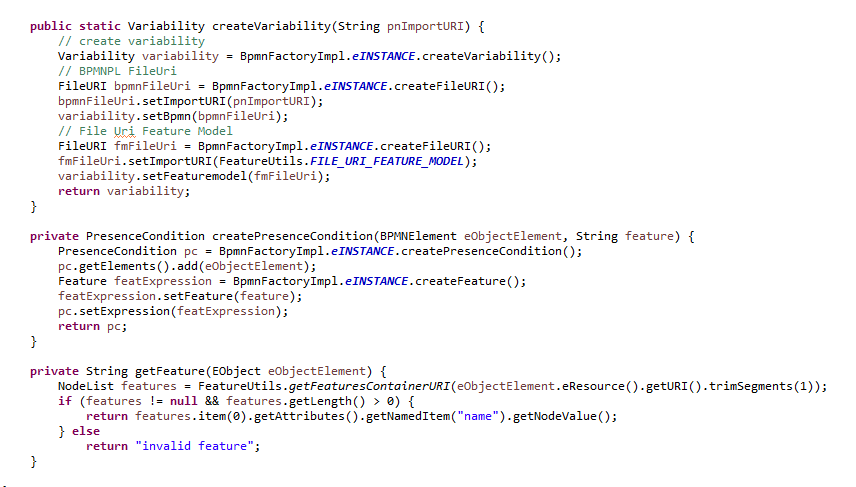 public static Variability createVariability(String pnImportURI) {
// create variability
Variability variability = BpmnFactoryImpl.eINSTANCE.createVariability();
// BPMNPL FileUri
FileURI bpmnFileUri = BpmnFactoryImpl.eINSTANCE.createFileURI();
bpmnFileUri.setImportURI(pnImportURI);
variability.setBpmn(bpmnFileUri);
// File Uri Feature Model
FileURI fmFileUri = BpmnFactoryImpl.eINSTANCE.createFileURI();
fmFileUri.setImportURI(FeatureUtils.FILE_URI_FEATURE_MODEL);
variability.setFeaturemodel(fmFileUri);
return variability;
}
private PresenceCondition createPresenceCondition(BPMNElement eObjectElement, String feature) {
PresenceCondition pc = BpmnFactoryImpl.eINSTANCE.createPresenceCondition();
pc.getElements().add(eObjectElement);
Feature featExpression = BpmnFactoryImpl.eINSTANCE.createFeature();
featExpression.setFeature(feature);
pc.setExpression(featExpression);
return pc;
}
private String getFeature(EObject eObjectElement) {
NodeList features = FeatureUtils.getFeaturesContainerURI(eObjectElement.eResource().getURI().trimSegments(1));
if (features != null && features.getLength() > 0) {
return features.item(0).getAttributes().getNamedItem("name").getNodeValue();
} else
return "invalid feature";
}